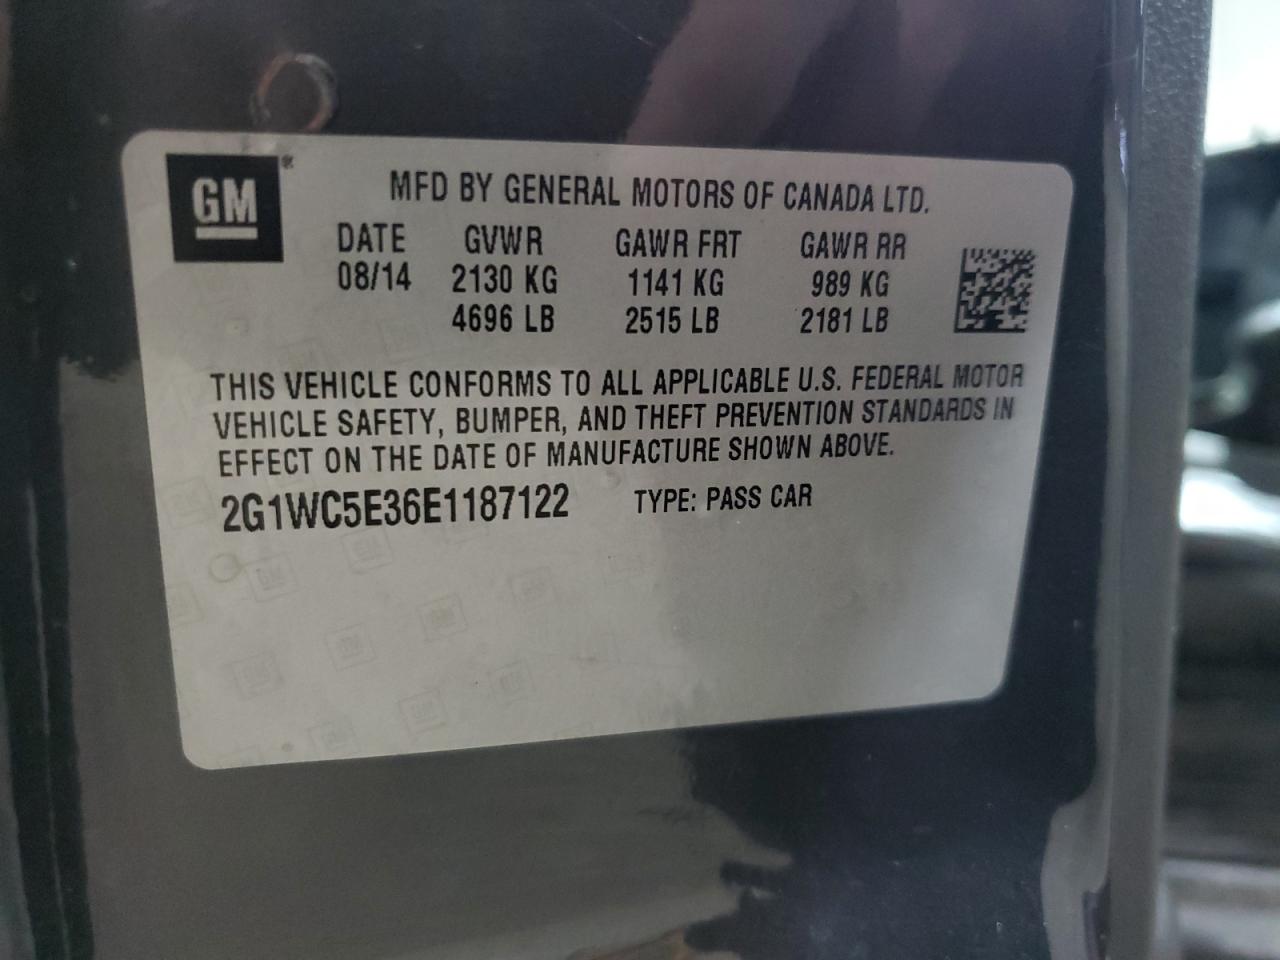 GM®
MFD BY GENERAL MOTORS OF CANADA LTD.
DATE GVWR GAWR FRT GAWR RR
08/14 2130 KG 1141 KG 989 KG
4696 LB 2515 LB 2181 LB
THIS VEHICLE CONFORMS TO ALL APPLICABLE U.S. FEDERAL MOTOR
VEHICLE SAFETY, BUMPER, AND THEFT PREVENTION STANDARDS IN
EFFECT ON THE DATE OF MANUFACTURE SHOWN ABOVE.
2G1WC5E36E1187122 TYPE: PASS CAR